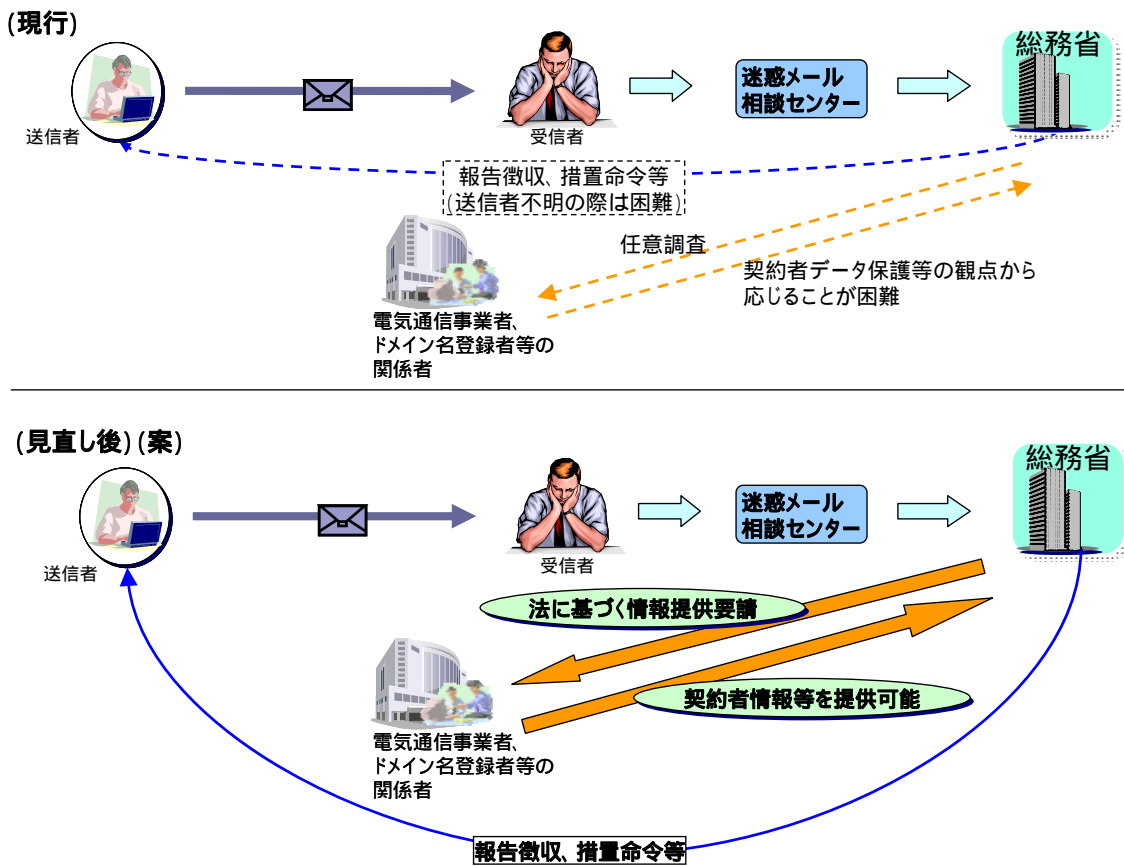 (現行)
総務省
迷惑メール
相談センター
送信者
受信者
報告徴収、措置命令等
(送信者不明の際は困難)
任意調査
契約者データ保護等の観点から
応じることが困難
電気通信事業者、
ドメイン名登録者等の
関係者
(見直し後)(案)
総務省
迷惑メール
相談センター
送信者
受信者
法に基づく情報提供要請
契約者情報等を提供可能
電気通信事業者、
ドメイン名登録者等の
関係者
報告徴収、措置命令等